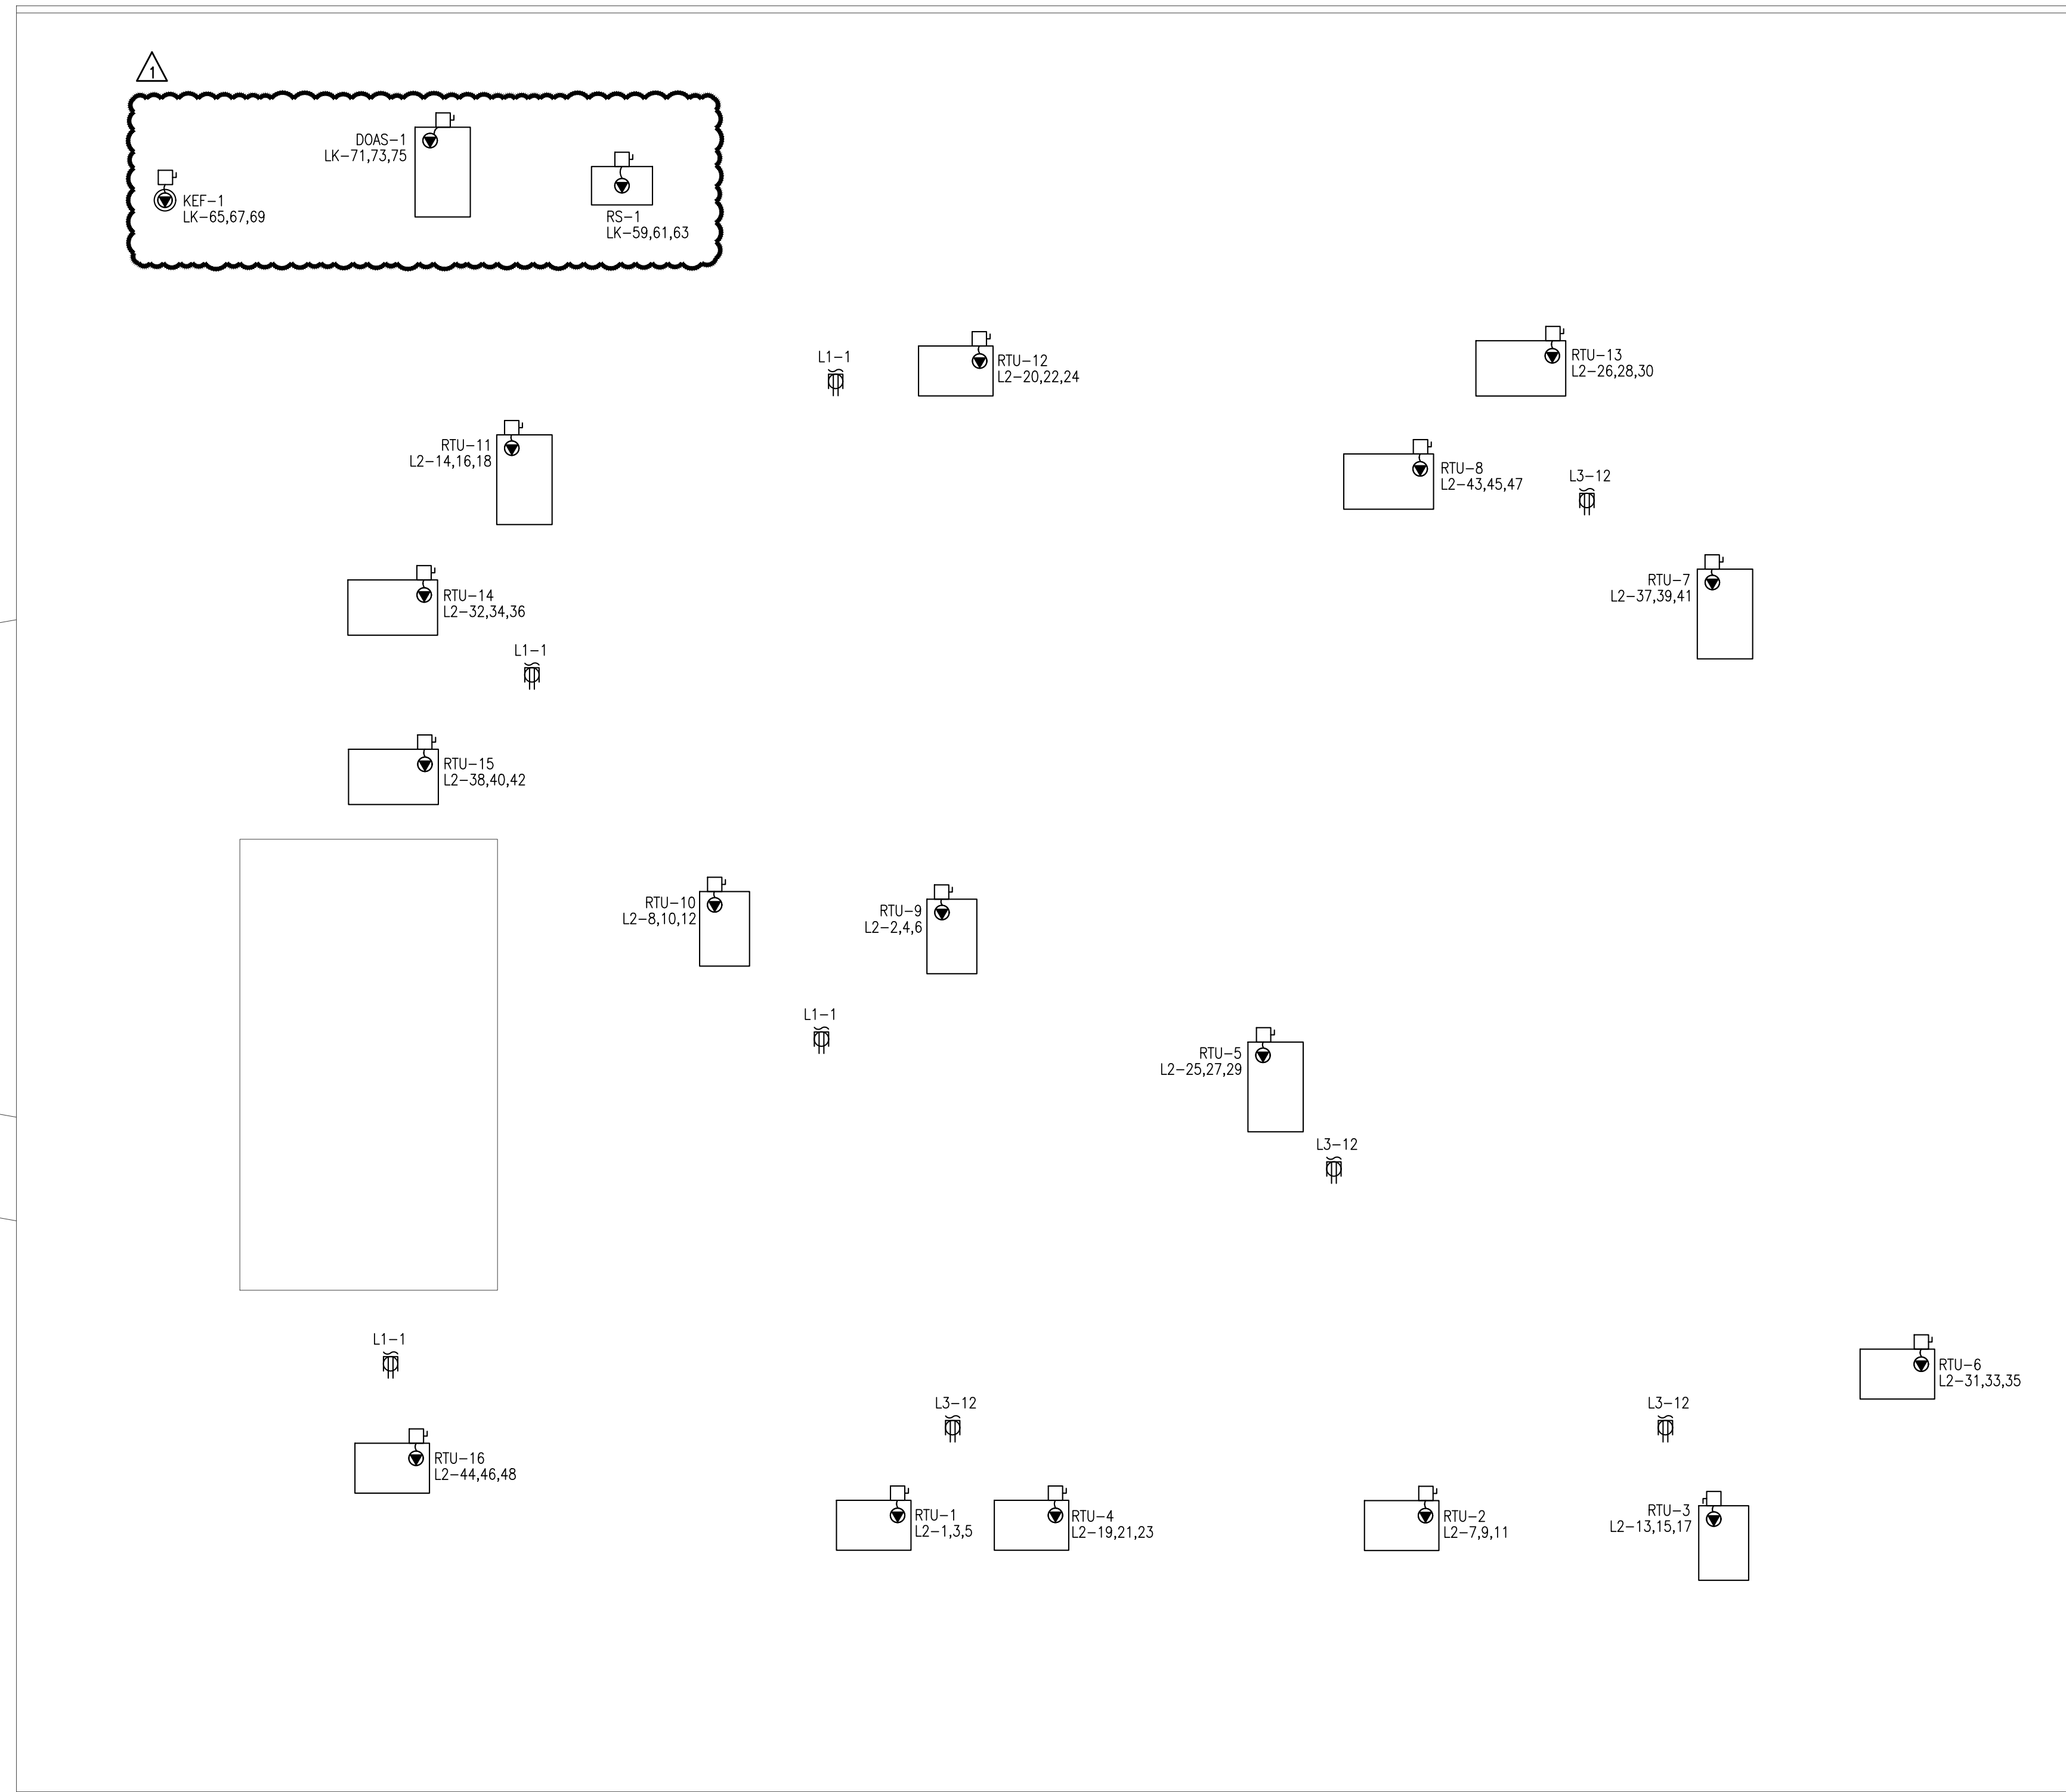 1
DOAS-1
LK-71,73,75
KEF-1
LK-65,67,69
RS-1
LK-59,61,63
L1-1
RTU-12
L2-20,22,24
RTU-13
L2-26,28,30
RTU-11
L2-14,16,18
RTU-8
L2-43,45,47
L3-12
RTU-14
L2-32,34,36
RTU-7
L2-37,39,41
L1-1
RTU-15
L2-38,40,42
RTU-10
L2-8,10,12
RTU-9
L2-2,4,6
L1-1
RTU-5
L2-25,27,29
L3-12
L1-1
RTU-6
L2-31,33,35
L3-12
L3-12
RTU-16
L2-44,46,48
RTU-1
L2-1,3,5
RTU-4
L2-19,21,23
RTU-2
L2-7,9,11
RTU-3
L2-13,15,17